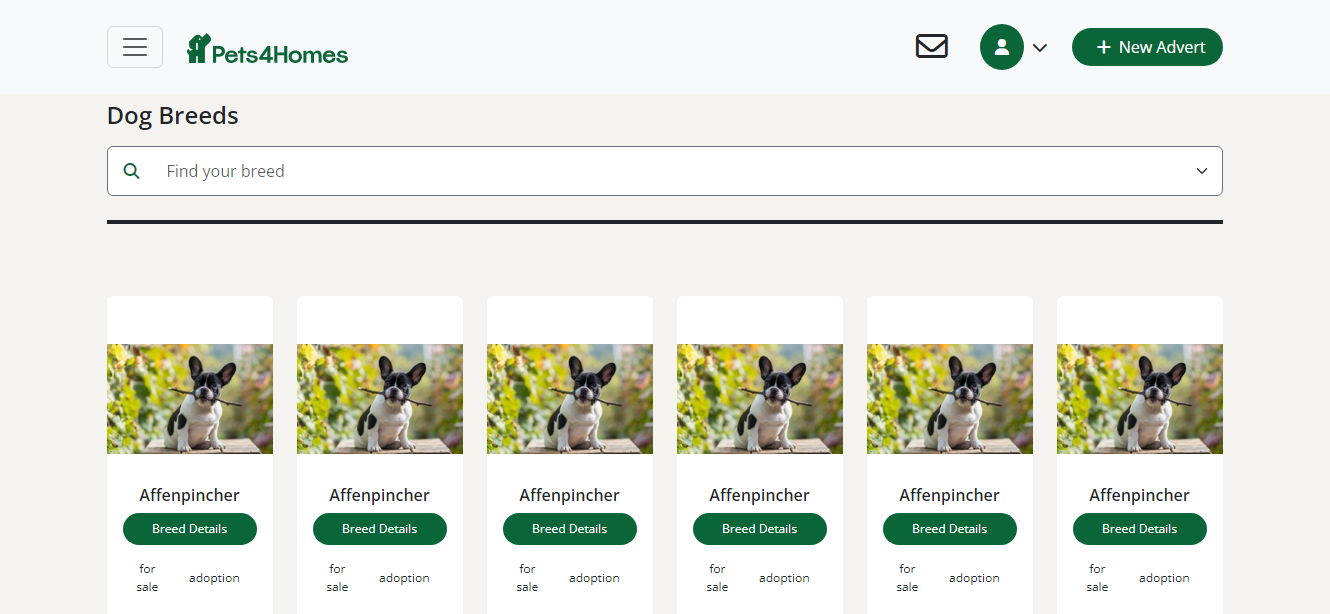 Pets4Homes
New Advert
Dog Breeds
Find your breed
Affenpincher Affenpincher Affenpincher Affenpincher Affenpincher Affenpincher
Breed Details Breed Details Breed Details Breed Details Breed Details Breed Details
for sale adoption for sale adoption for sale adoption for sale adoption for sale adoption for sale adoption